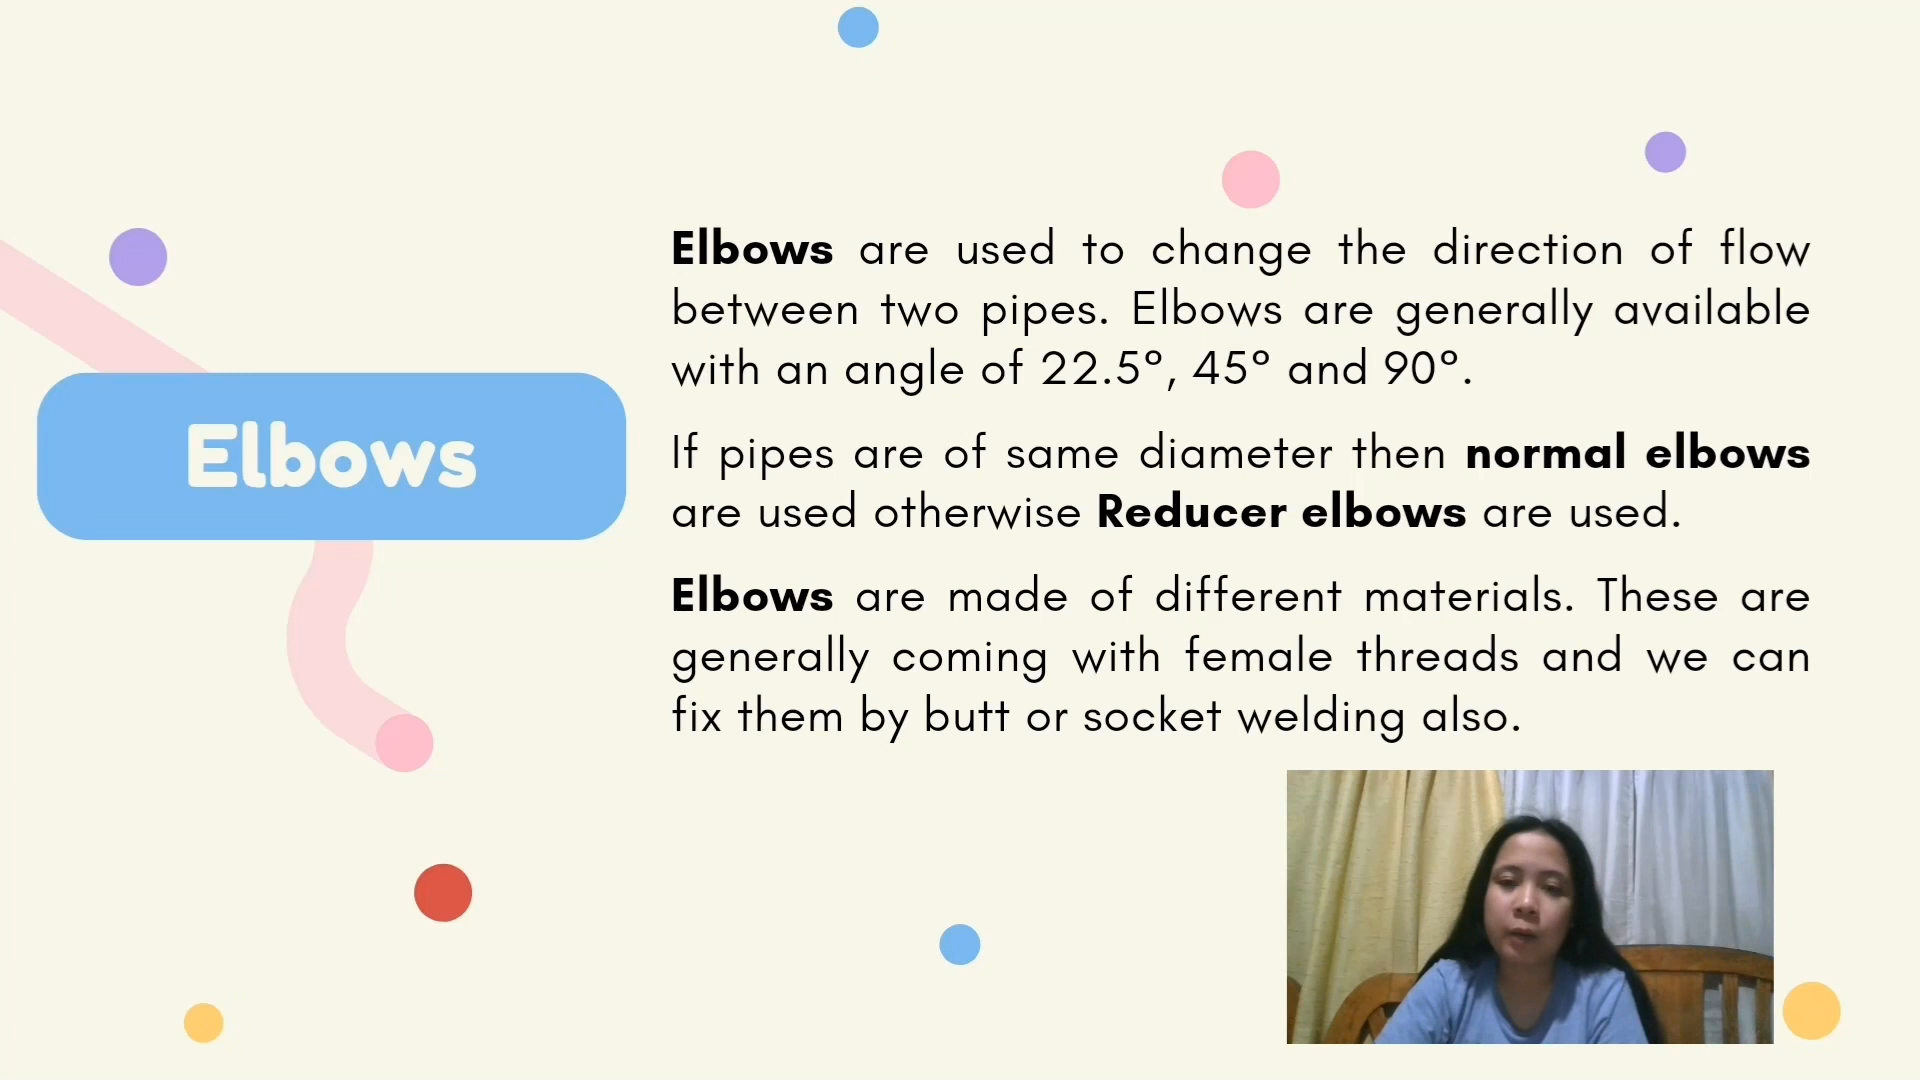 Elbows
Elbows are used to change the direction of flow
between two pipes. Elbows are generally available
with an angle of 22.5°, 45° and 90°.
If pipes are of same diameter then normal elbows
are used otherwise Reducer elbows are used.
Elbows are made of different materials. These are
generally coming with female threads and we can
fix them by butt or socket welding also.